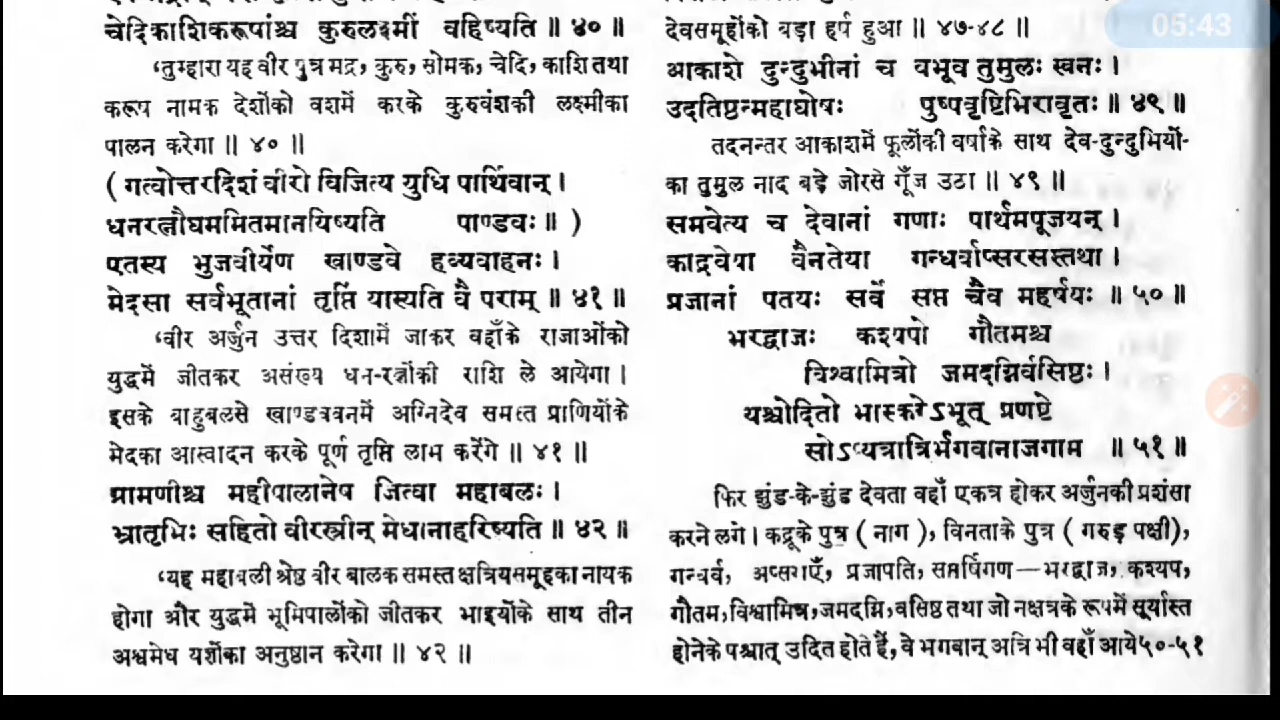 चेदिकाशिकरूषांश्च कुरुलक्ष्मीं वहिष्यति ॥ ४० ॥
‘तुम्हारा यह वीर पुत्र मद्र, कुरु, सोमक, चेदि, काशि तथा
करूष नामक देशोंको वशमें करके कुरुवंशकी लक्ष्मीका
पालन करेगा ॥ ४० ॥
( गत्वोत्तरदिशं वीरो विजित्य युधि पार्थिवान् ।
धनरत्नौघममितमानयिष्यति पाण्डवः ॥ )
एतस्य भुजवीर्येण खाण्डवे हव्यवाहनः ।
मेदसा सर्वभूतानां तृप्तिं यास्यति वै पराम् ॥ ४१ ॥
‘वीर अर्जुन उत्तर दिशामें जाकर वहाँके राजाओंको
युद्धमें जीतकर असंख्य धन-रत्नोंकी राशि ले आयेगा ।
इसके बाहुबलसे खाण्डववनमें अग्निदेव समस्त प्राणियोंके
मेदका आस्वादन करके पूर्ण तृप्ति लाभ करेंगे ॥ ४१ ॥
ग्रामणीश्च महीपालानेष जित्वा महाबलः ।
भ्रातृभिः सहितो वीरस्त्रीन् मेधानाहरिष्यति ॥ ४२ ॥
‘यह महाबली श्रेष्ठ वीर बालक समस्त क्षत्रियसमूहका नायक
होगा और युद्धमें भूमिपालोंको जीतकर भाइयोंके साथ तीन
अश्वमेध यज्ञोंका अनुष्ठान करेगा ॥ ४२ ॥
देवसमूहोंको बड़ा हर्ष हुआ ॥ ४७-४८ ॥
05:43
आकाशे दुन्दुभीनां च बभूव तुमुलः स्वनः ।
उदतिष्ठन्महाघोषः पुष्पवृष्टिभिरावृतः ॥ ४९ ॥
तदनन्तर आकाशमें फूलोंकी वर्षाके साथ देव-दुन्दुभियों-
का तुमुल नाद बड़े जोरसे गूँज उठा ॥ ४९ ॥
समवेत्य च देवानां गणाः पार्थमपूजयन् ।
काद्रवेया वैनतेया गन्धर्वाप्सरसस्तथा ।
प्रजानां पतयः सर्वे सप्त चैव महर्षयः ॥ ५० ॥
भरद्वाजः कश्यपो गौतमश्च
विश्वामित्रो जमदग्निर्वसिष्ठः ।
यश्चोदितो भास्करेऽभूत् प्रणष्टे
सोऽप्यत्रात्रिर्भगवानाजगाम ॥ ५१ ॥
फिर झुंड-के-झुंड देवता वहाँ एकत्र होकर अर्जुनकी प्रशंसा
करने लगे । कद्रूके पुत्र ( नाग ), विनताके पुत्र ( गरुड़ पक्षी),
गन्धर्व, अप्सराएँ, प्रजापति, सप्तर्षिगण—भरद्वाज, कश्यप,
गौतम, विश्वामित्र, जमदग्नि, वसिष्ठ तथा जो नक्षत्रके रूपमें सूर्यास्त
होनेके पश्चात् उदित होते हैं, वे भगवान् अत्रि भी वहाँ आये५०-५१